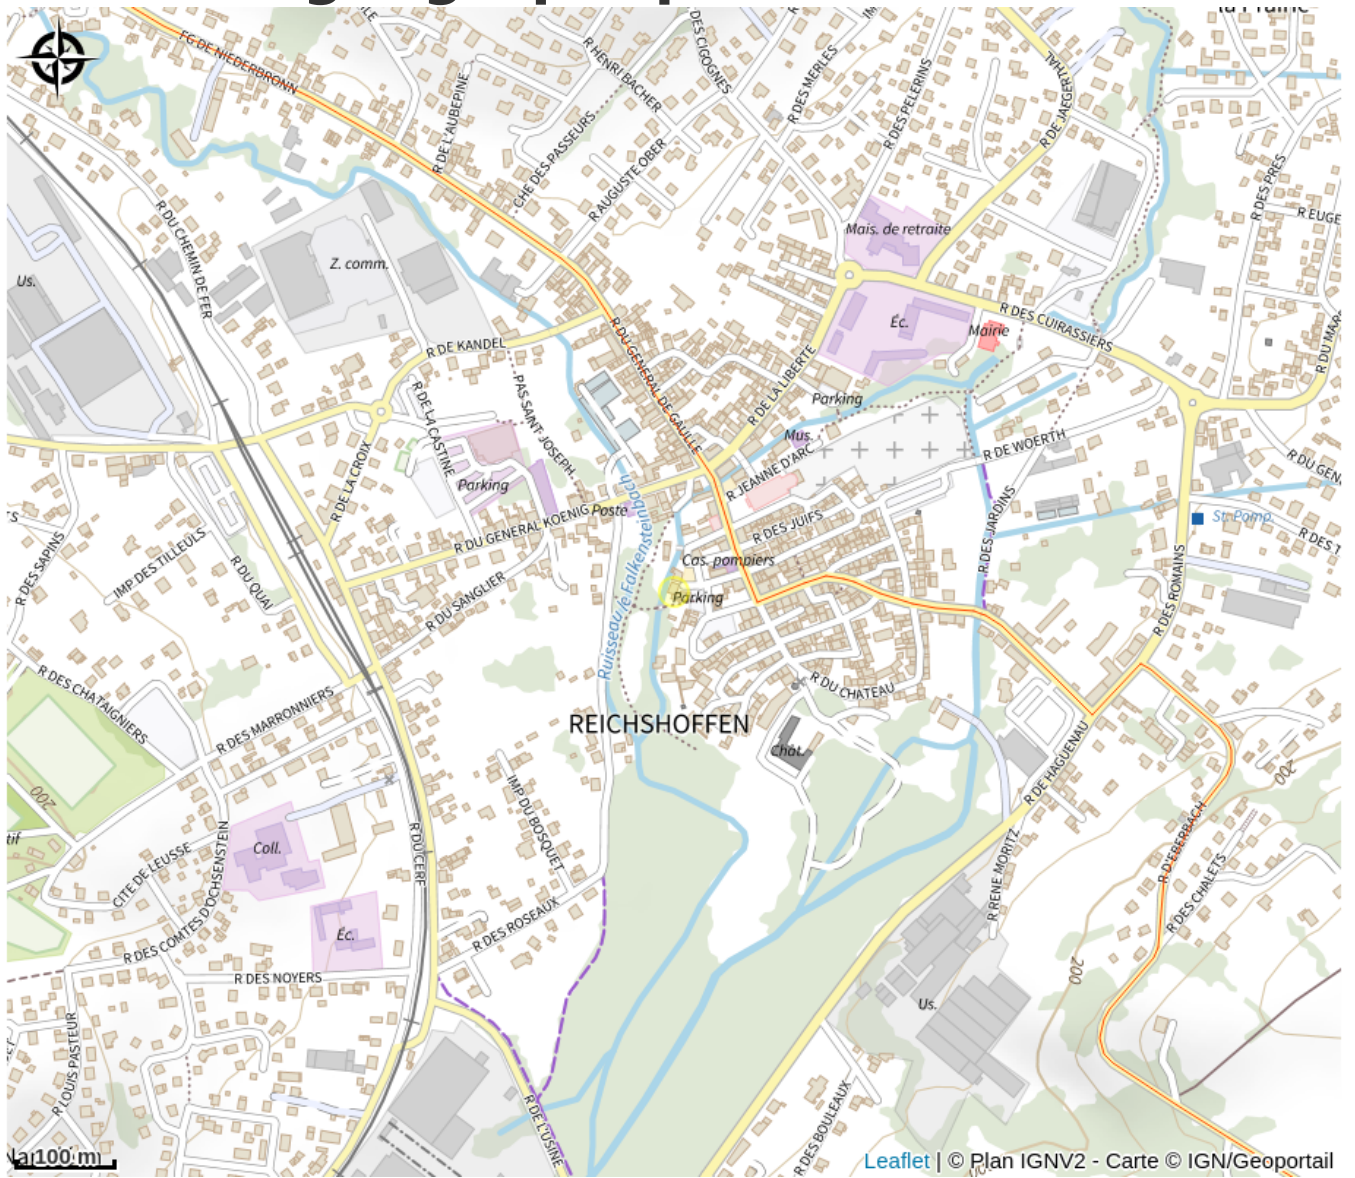 la Prairie
FG DE NIEDERBRONN
R DE L'AUBEPINE
R HENRI BACHER
DES CIGOGNES
R DES MERLES
R DES PELERINS
R DE JAEGERTHAL
CHE DES PASSEURS
R AUGUSTE OBER
R DES PRES
R EUGE
R DU CHEMIN DE FER
Mais. de retraite
Z. comm.
Us.
Éc.
Mairie
R DES CUIRASSIERS
R DU GENERAL DE GAULLE
R DE KANDEL
R DE LA LIBERTE
R DU MAR
PAS SAINT-JOSEPH
R DE LA CASTINE
Parking
Mus.
R DE LA CROIX
R JEANNE D'ARC
R DE WOERTH
R DU GEN
Parking
Poste
R DU GENERAL KOENIG
R DES JUIFS
R DES JARDINS
St. Pomp.
R DES T
R DES SAPINS
IMP DES TILLEULS
R DU QUAI
R DU SANGLIER
Ruisseau le Falkensteinbach
Cas. pompiers
Parking
R DES ROMAINS
R DES CHATAIGNIERS
R DES MARRONNIERS
R DU CHATEAU
REICHSHOFFEN
Chât.
R DE HAGUENAU
200
200
tif
IMP DU BOSQUET
R DU CERF
Coll.
CITE DE LEUSSE
R DES COMTES D'OCHSENSTEIN
R RENE MORITZ
R D'EBERBACH
R DES CHALETS
Éc.
R DES ROSEAUX
R DES NOYERS
200
Us.
R LOUIS PASTEUR
R DE L'USINE
R DES BOULEAUX
100 m
Leaflet | © Plan IGNV2 - Carte © IGN/Geoportail